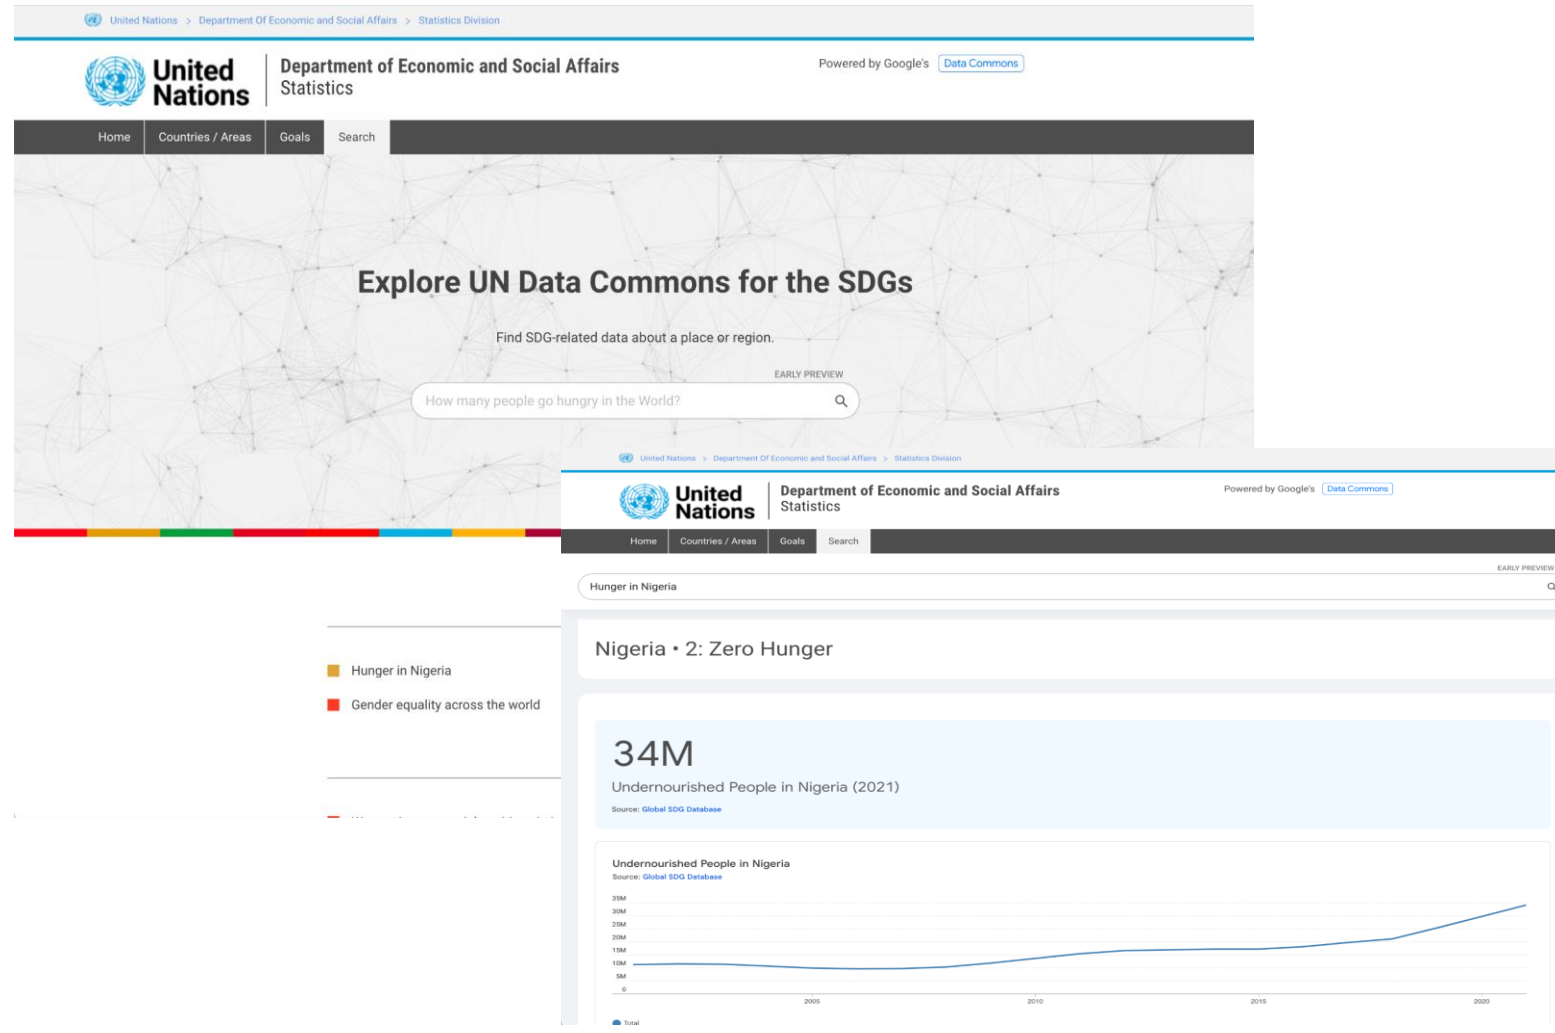 United Nations > Department Of Economic and Social Affairs > Statistics Division
United Nations
Department of Economic and Social Affairs
Statistics
Powered by Google's Data Commons
Home Countries / Areas Goals Search
Explore UN Data Commons for the SDGs
Find SDG-related data about a place or region.
EARLY PREVIEW
How many people go hungry in the World?
Hunger in Nigeria
Gender equality across the world
United Nations > Department Of Economic and Social Affairs > Statistics Division
United Nations
Department of Economic and Social Affairs
Statistics
Powered by Google's Data Commons
Home Countries / Areas Goals Search
EARLY PREVIEW
Hunger in Nigeria
Nigeria • 2: Zero Hunger
34M
Undernourished People in Nigeria (2021)
Source: Global SDG Database
Undernourished People in Nigeria
Source: Global SDG Database
35M
30M
25M
20M
15M
10M
5M
0
2005 2010 2015 2020
Total